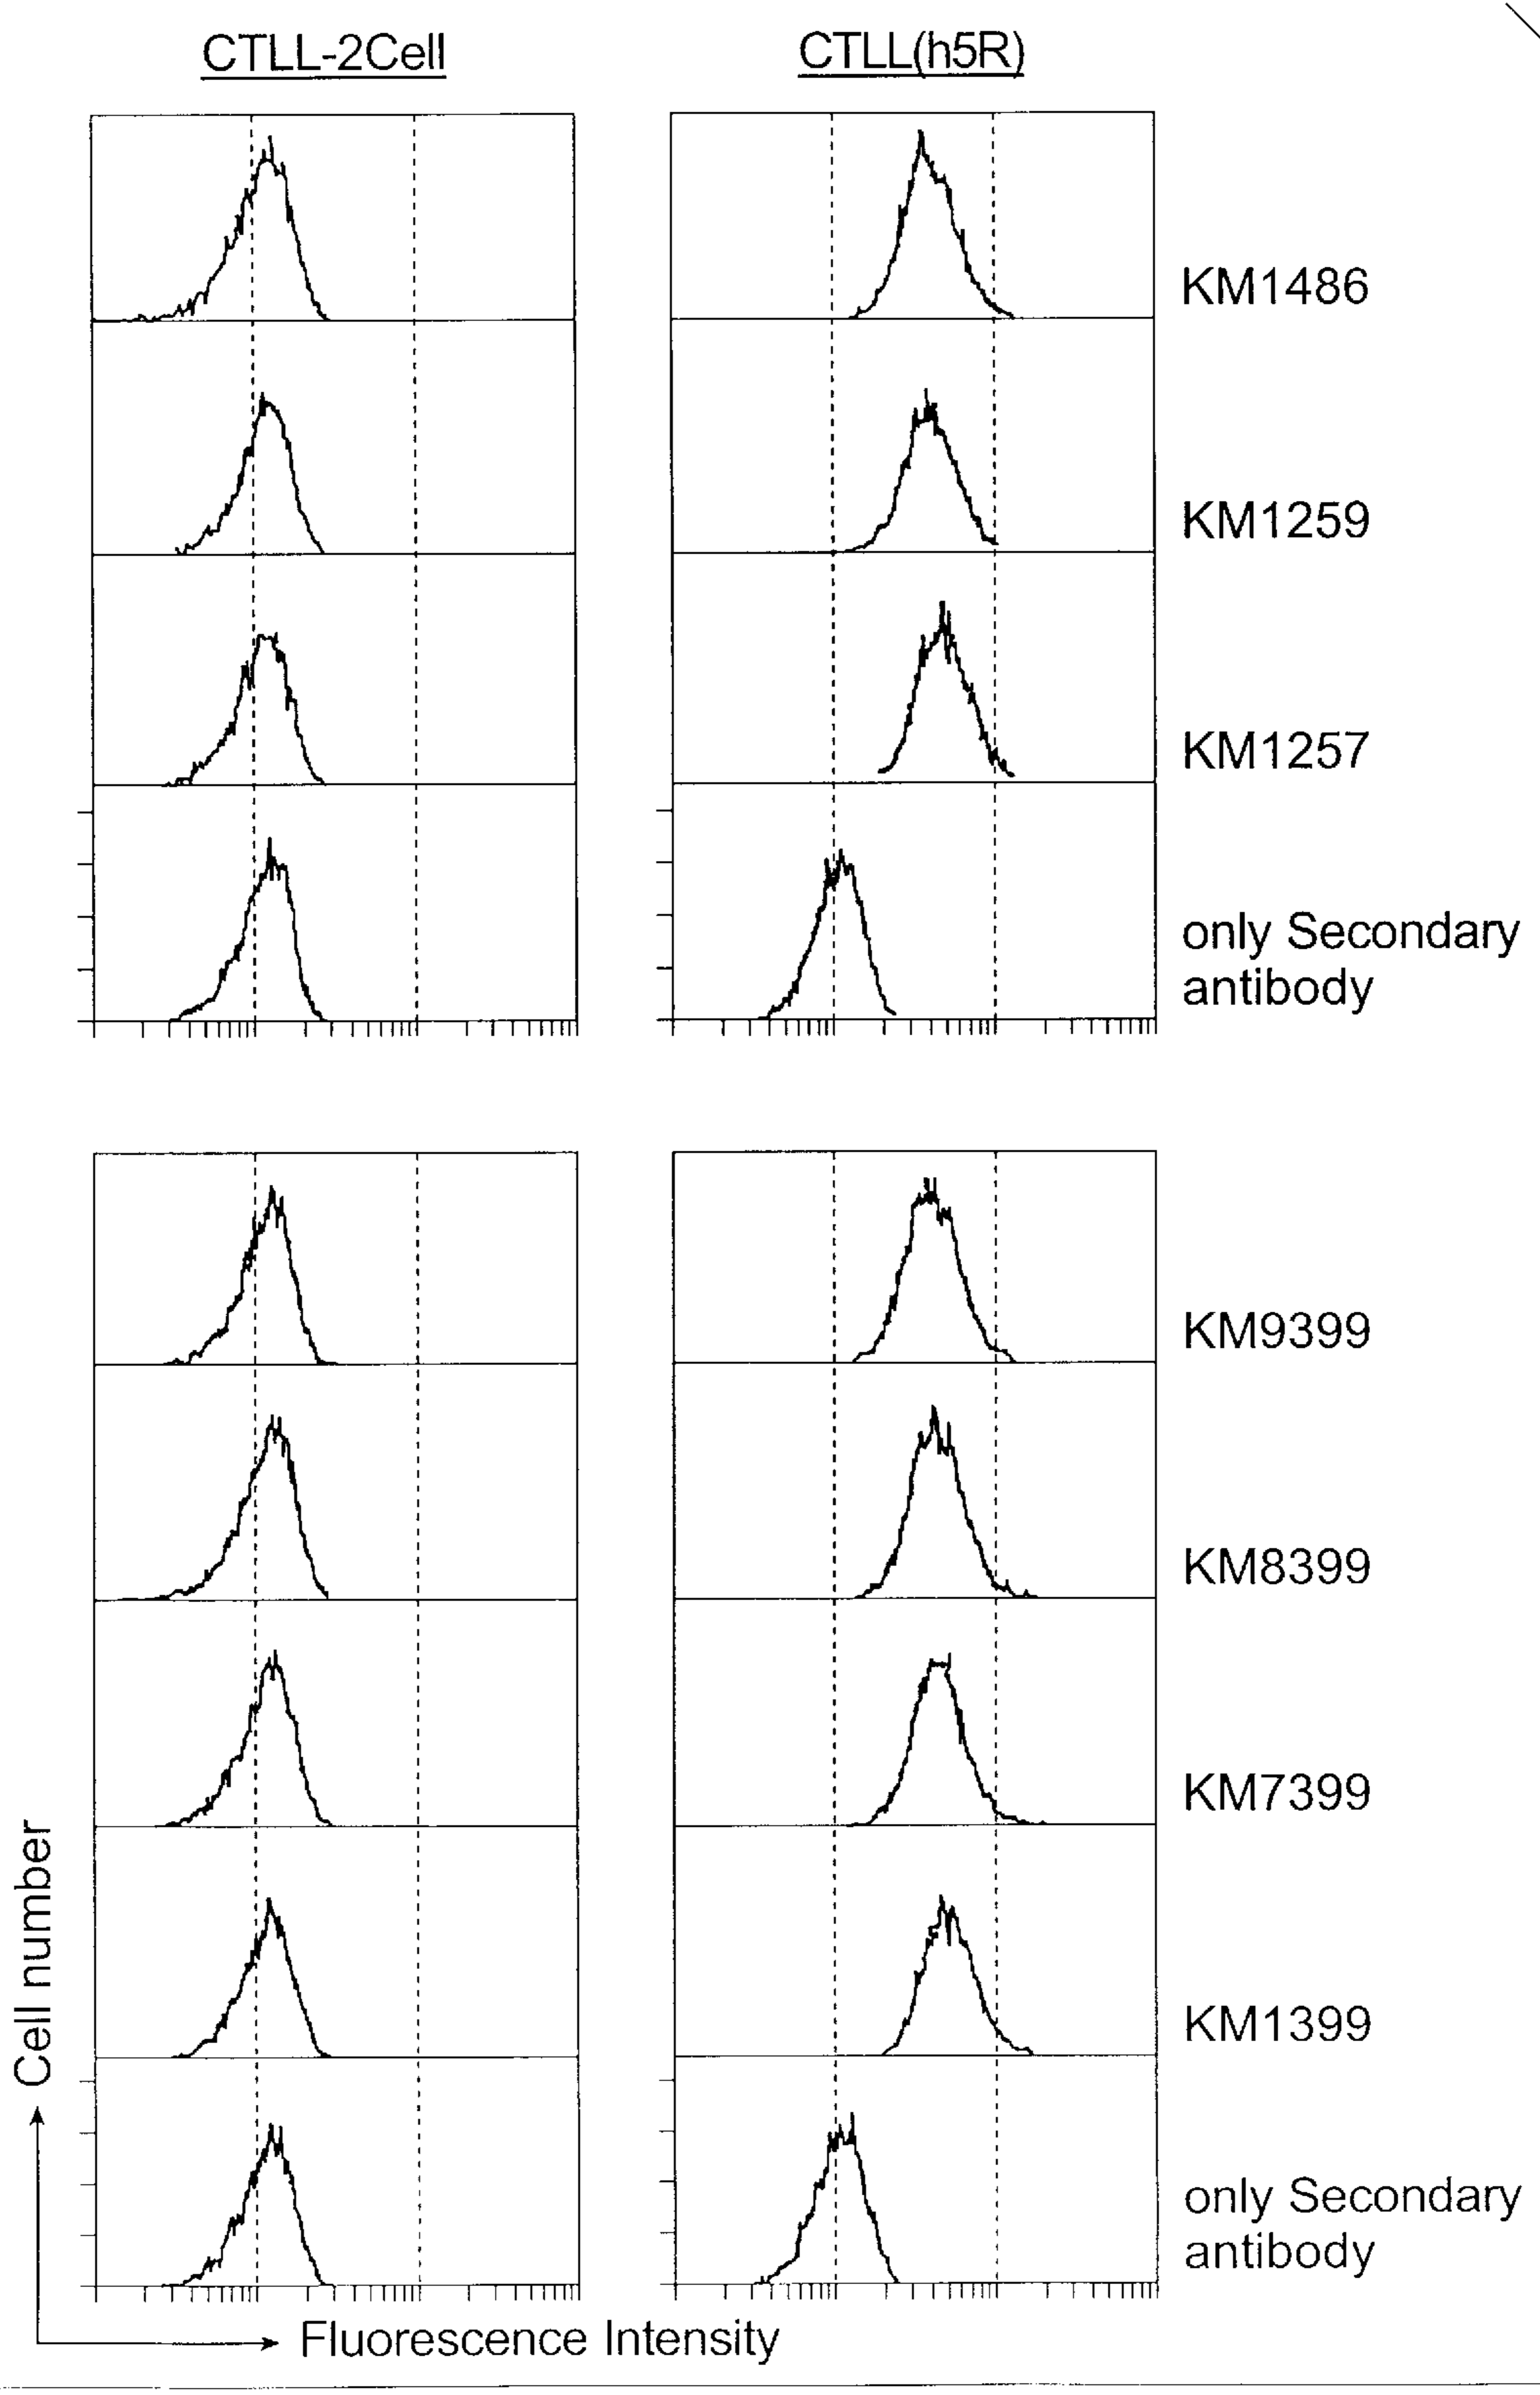 CTLL-2Cell
CTLL(h5R)
KM1486
KM1259
KM1257
only Secondary
antibody
KM9399
KM8399
KM7399
KM1399
only Secondary
antibody
Cell number
Fluorescence Intensity